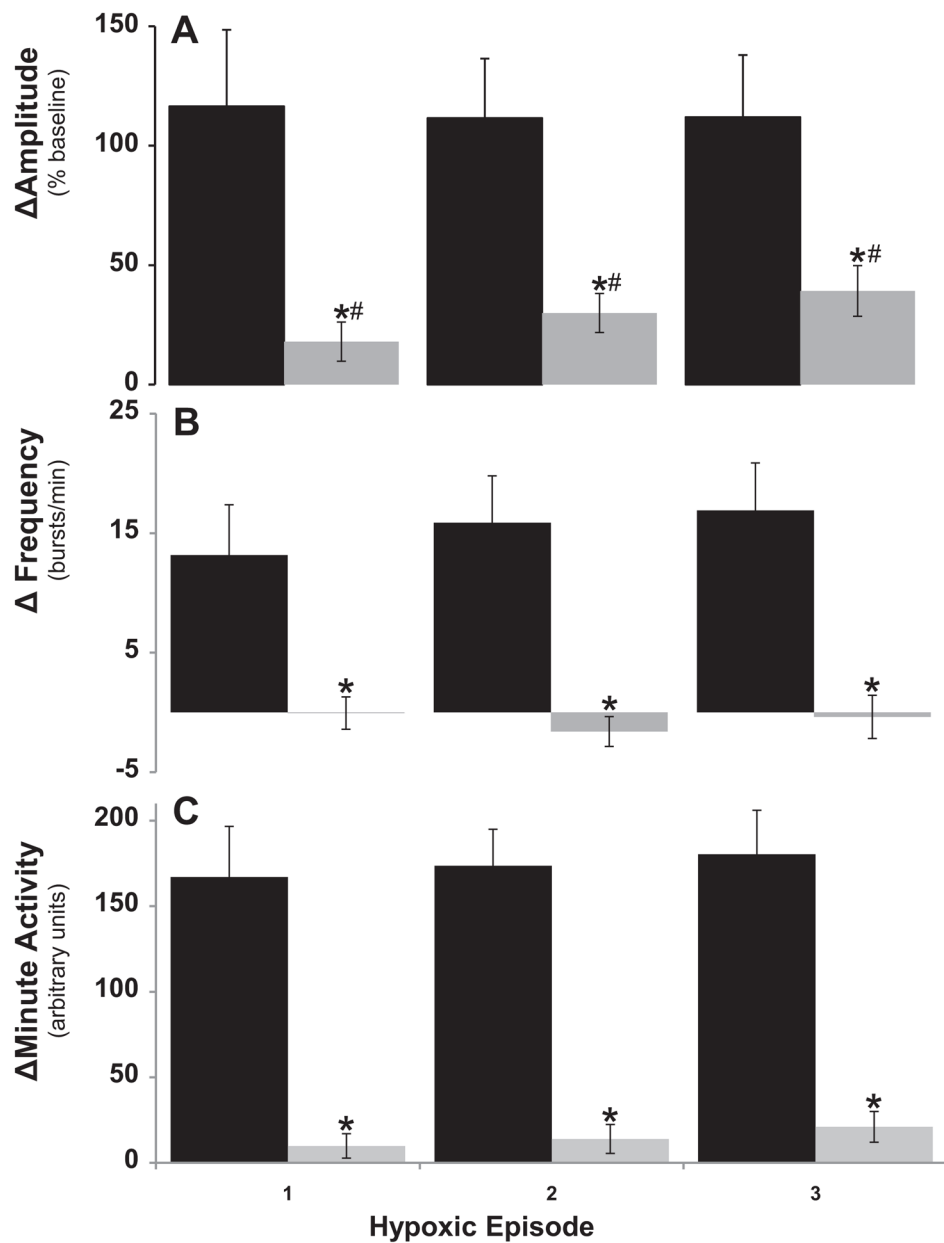 A
ΔAmplitude
(% baseline)
150
100
50
0
*#
*#
*#
B
Δ Frequency
(bursts/min)
25
15
5
-5
*
*
*
C
ΔMinute Activity
(arbitrary units)
200
150
100
50
0
*
*
*
1 2 3
Hypoxic Episode